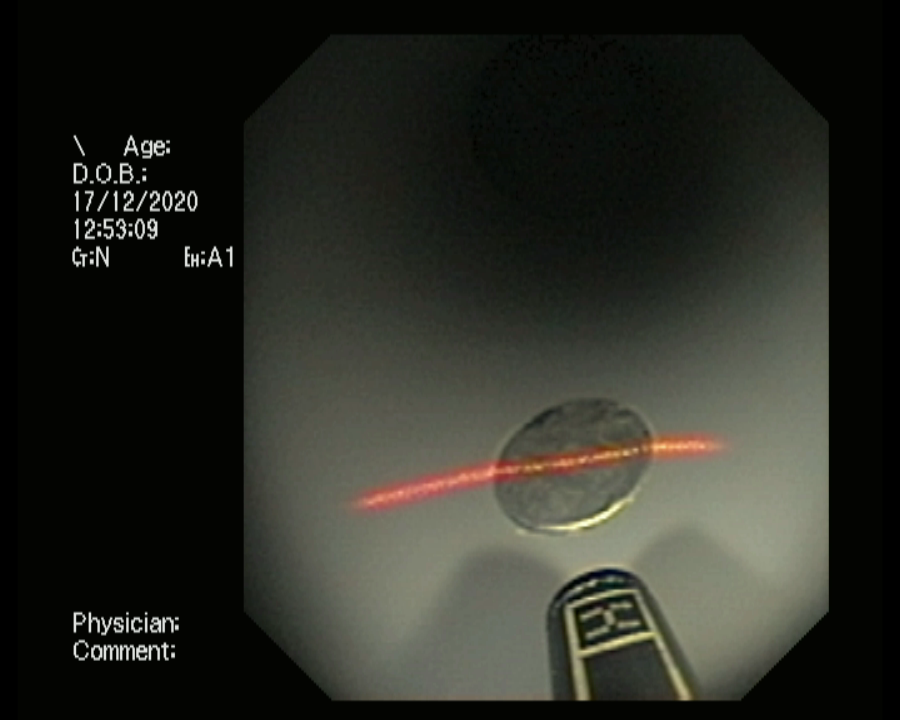 \ Age:
D.O.B.:
17/12/2020
12:53:09
Cr:N Eh:A1
Physician:
Comment: